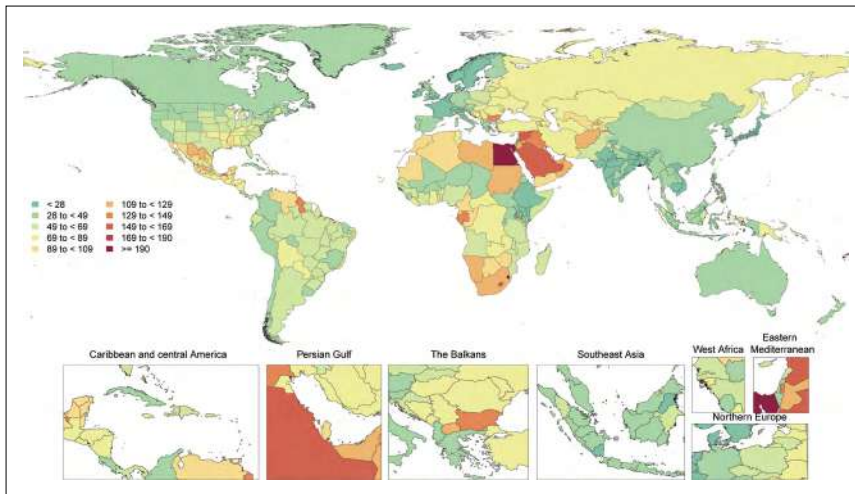 < 28
28 to < 49
49 to < 69
69 to < 89
89 to < 109
109 to < 129
129 to < 149
149 to < 169
169 to < 190
>= 190
Caribbean and central America
Persian Gulf
The Balkans
Southeast Asia
West Africa
Eastern
Mediterranean
Northern Europe